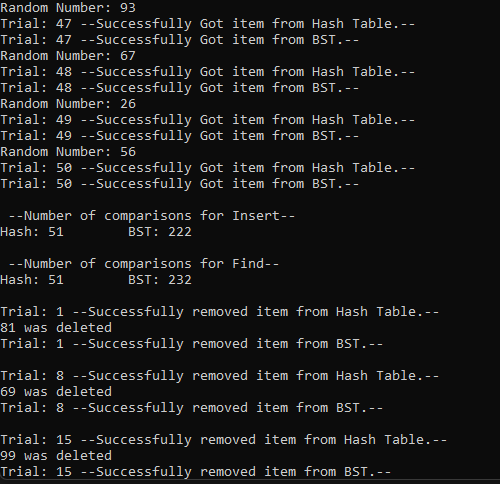 Random Number: 93
Trial: 47 --Successfully Got item from Hash Table.--
Trial: 47 --Successfully Got item from BST.--
Random Number: 67
Trial: 48 --Successfully Got item from Hash Table.--
Trial: 48 --Successfully Got item from BST.--
Random Number: 26
Trial: 49 --Successfully Got item from Hash Table.--
Trial: 49 --Successfully Got item from BST.--
Random Number: 56
Trial: 50 --Successfully Got item from Hash Table.--
Trial: 50 --Successfully Got item from BST.--
--Number of comparisons for Insert--
Hash: 51        BST: 222
--Number of comparisons for Find--
Hash: 51        BST: 232
Trial: 1 --Successfully removed item from Hash Table.--
81 was deleted
Trial: 1 --Successfully removed item from BST.--
Trial: 8 --Successfully removed item from Hash Table.--
69 was deleted
Trial: 8 --Successfully removed item from BST.--
Trial: 15 --Successfully removed item from Hash Table.--
99 was deleted
Trial: 15 --Successfully removed item from BST.--